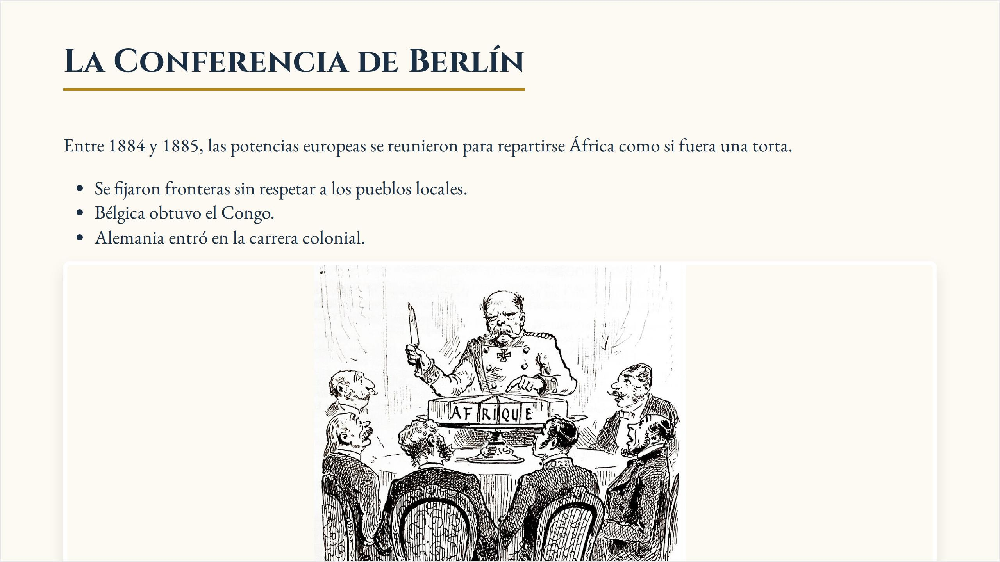 La Conferencia de Berlín
Entre 1884 y 1885, las potencias europeas se reunieron para repartirse África como si fuera una torta.
• Se fijaron fronteras sin respetar a los pueblos locales.
• Bélgica obtuvo el Congo.
• Alemania entró en la carrera colonial.
AFRIQUE